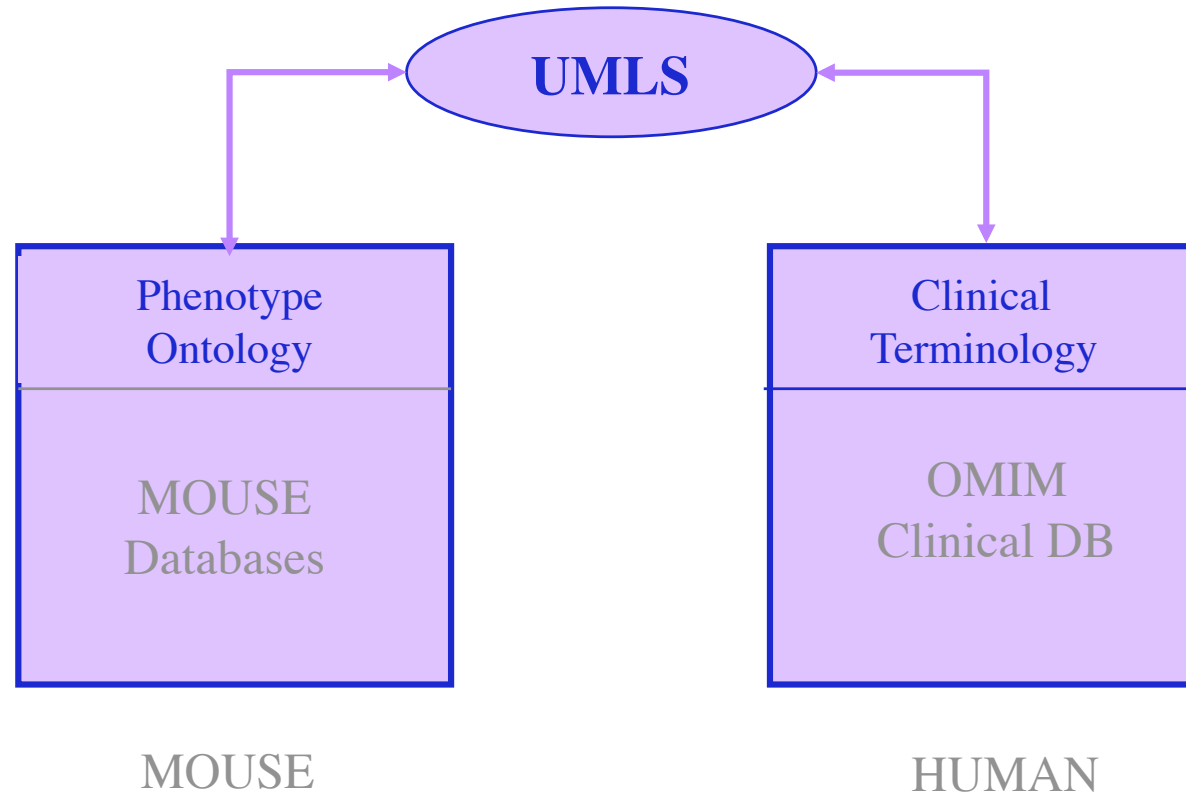 UMLS
Phenotype
Ontology
MOUSE
Databases
MOUSE
Clinical
Terminology
OMIM
Clinical DB
HUMAN